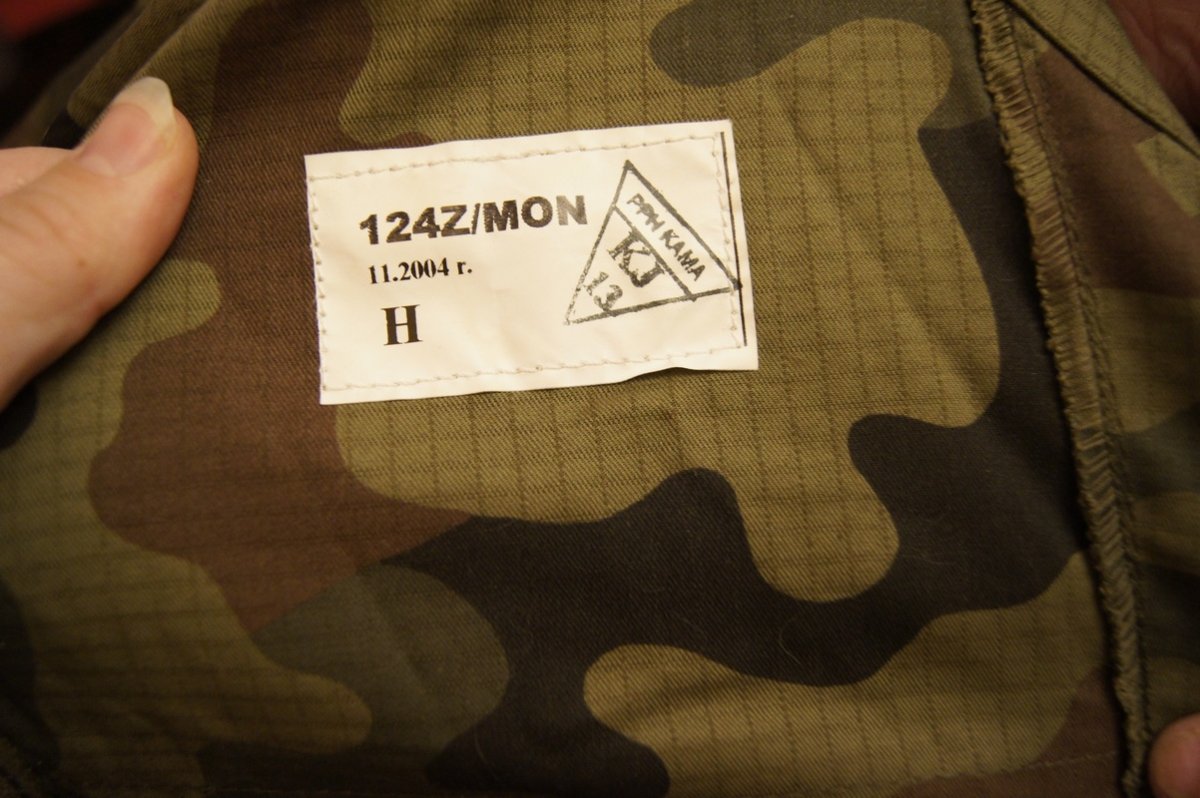 124Z/MON
11.2004 r.
H
PPH KAMA
KJ
13